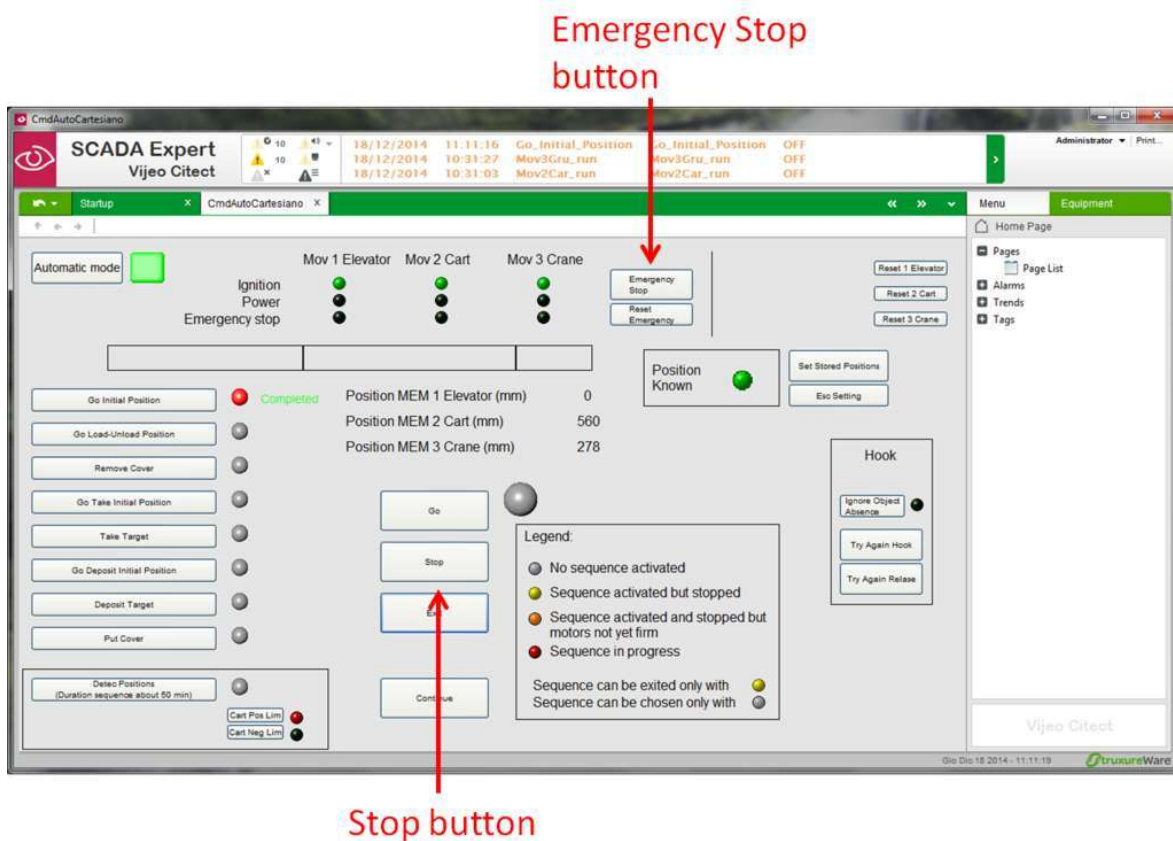 Emergency Stop
button
CmdAutoCartesiano
SCADA Expert
Vijeo Citect
10
10
18/12/2014 11:11:16 Go_Initial_Position Go_Initial_Position OFF
18/12/2014 10:31:27 Mov3Gru_run Mov3Gru_run OFF
18/12/2014 10:31:03 Mov2Car_run Mov2Car_run OFF
Administrator Print...
Startup
CmdAutoCartesiano
Menu
Equipment
Home Page
Pages
Page List
Alarms
Trends
Tags
Automatic mode
Mov 1 Elevator Mov 2 Cart Mov 3 Crane
Ignition
Power
Emergency stop
Emergency
Stop
Reset
Emergency
Reset 1 Elevator
Reset 2 Cart
Reset 3 Crane
Position
Known
Set Stored Positions
Esc Setting
Go Initial Position
Completed
Go Load-Unload Position
Remove Cover
Go Take Initial Position
Take Target
Go Deposit Initial Position
Deposit Target
Put Cover
Position MEM 1 Elevator (mm) 0
Position MEM 2 Cart (mm) 560
Position MEM 3 Crane (mm) 278
Go
Stop
Continue
Legend:
No sequence activated
Sequence activated but stopped
Sequence activated and stopped but
motors not yet firm
Sequence in progress
Sequence can be exited only with
Sequence can be chosen only with
Hook
Ignore Object
Absence
Try Again Hook
Try Again Relase
Detec Positions
(Duration sequence about 50 min)
Cart Pos Lim
Cart Neg Lim
Vijeo Citect
Gio Dic 18 2014 - 11:11:19
StruxureWare
Stop button